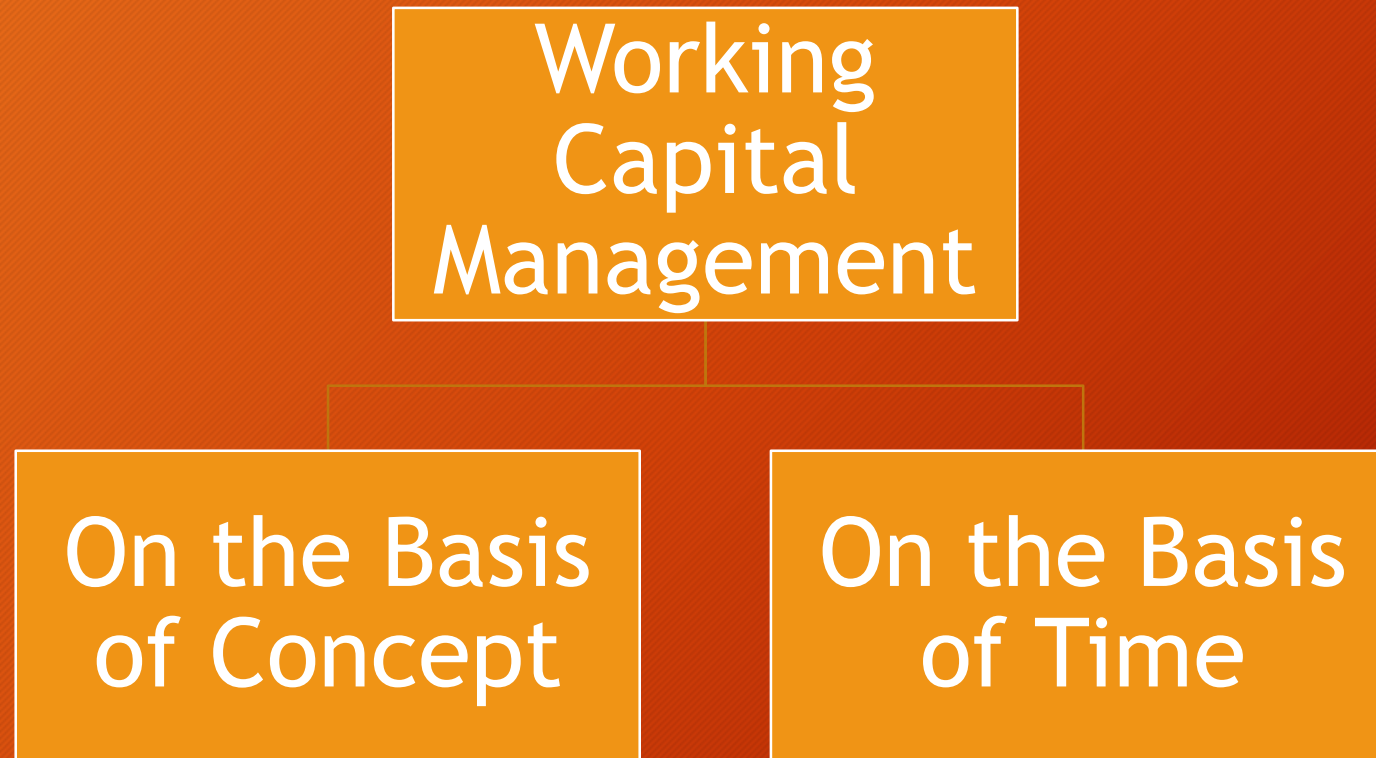 Working
Capital
Management
On the Basis
of Concept
On the Basis
of Time